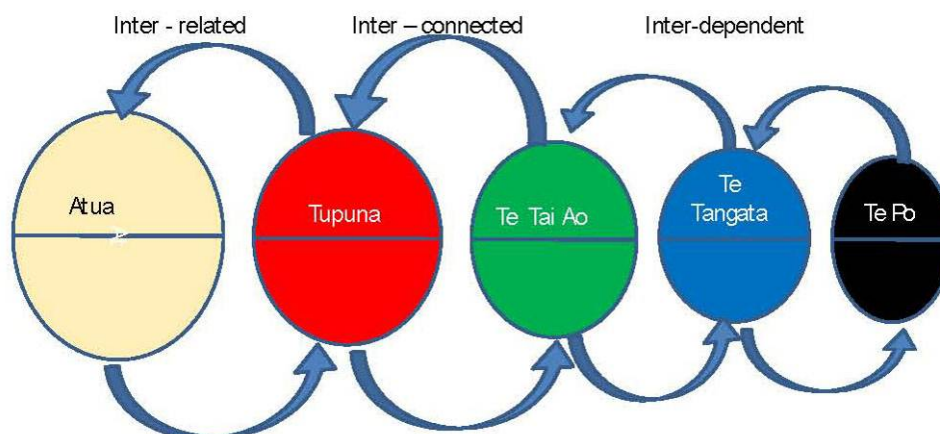 Inter - related
Inter – connected
Inter-dependent
Atua
Tupuna
Te Tai Ao
Te
Tangata
Te Po